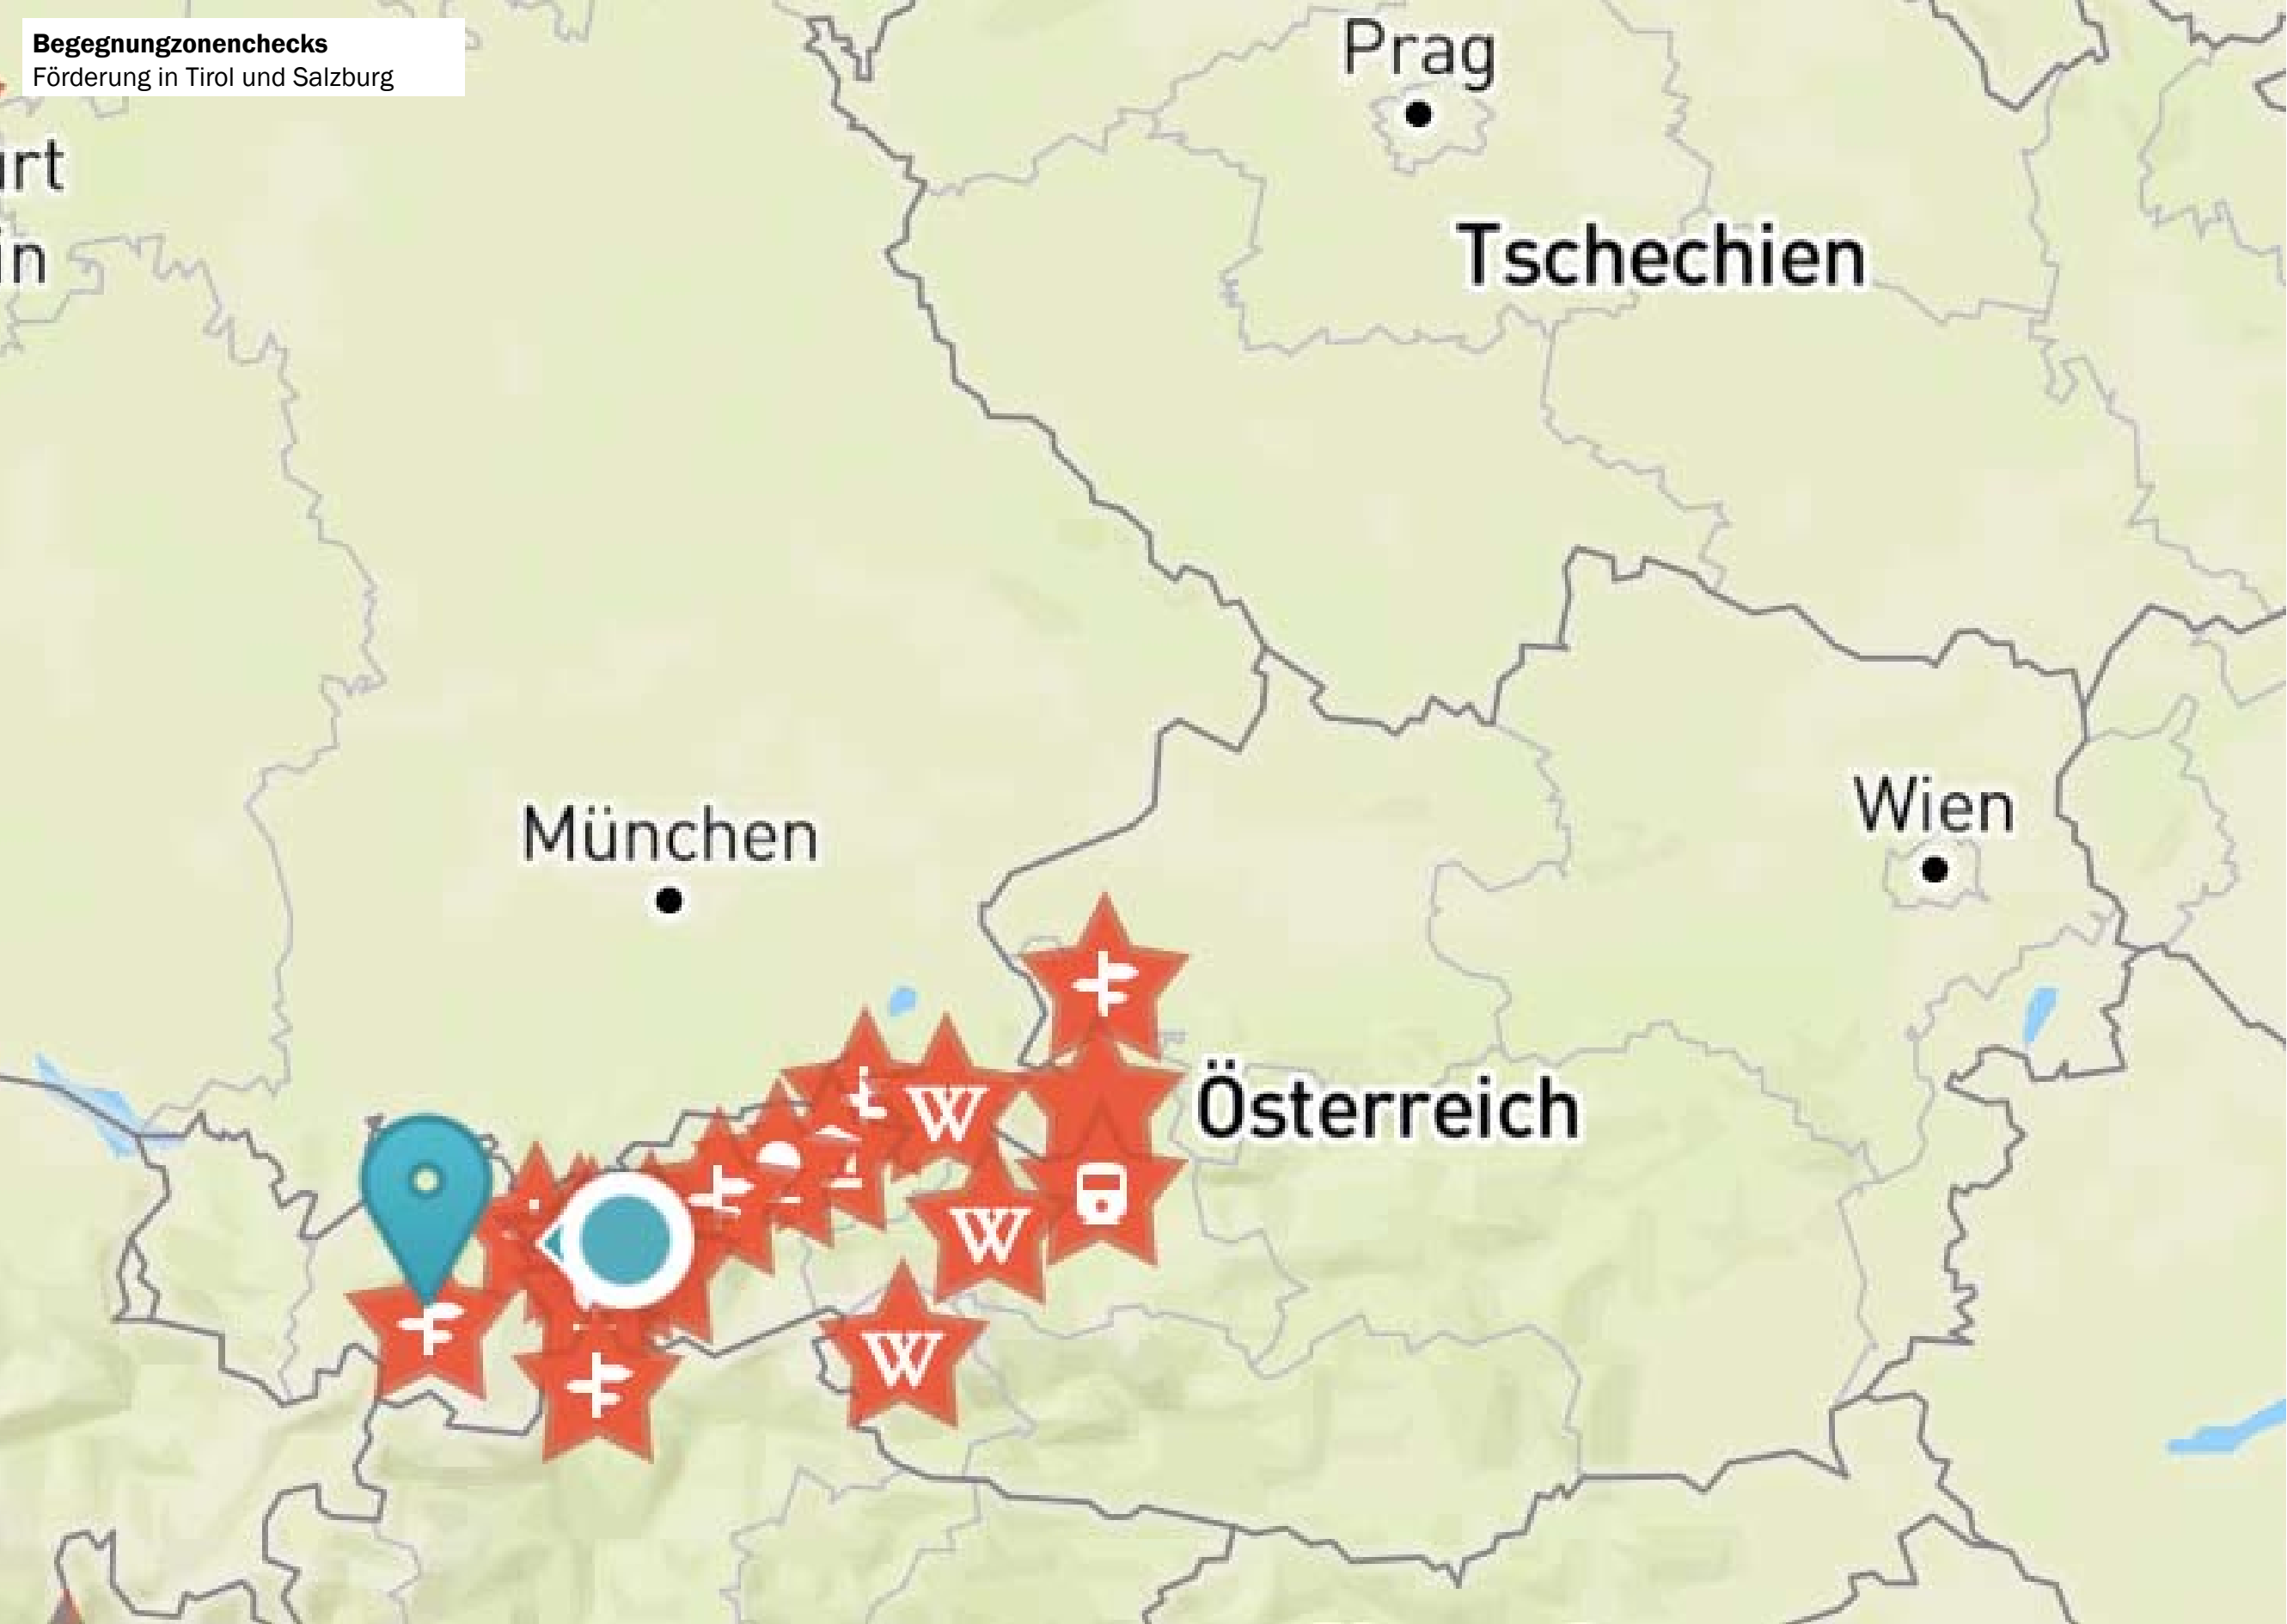 Begegnungzonenchecks
Förderung in Tirol und Salzburg
Prag
Tschechien
München
Wien
Österreich
W
W
W